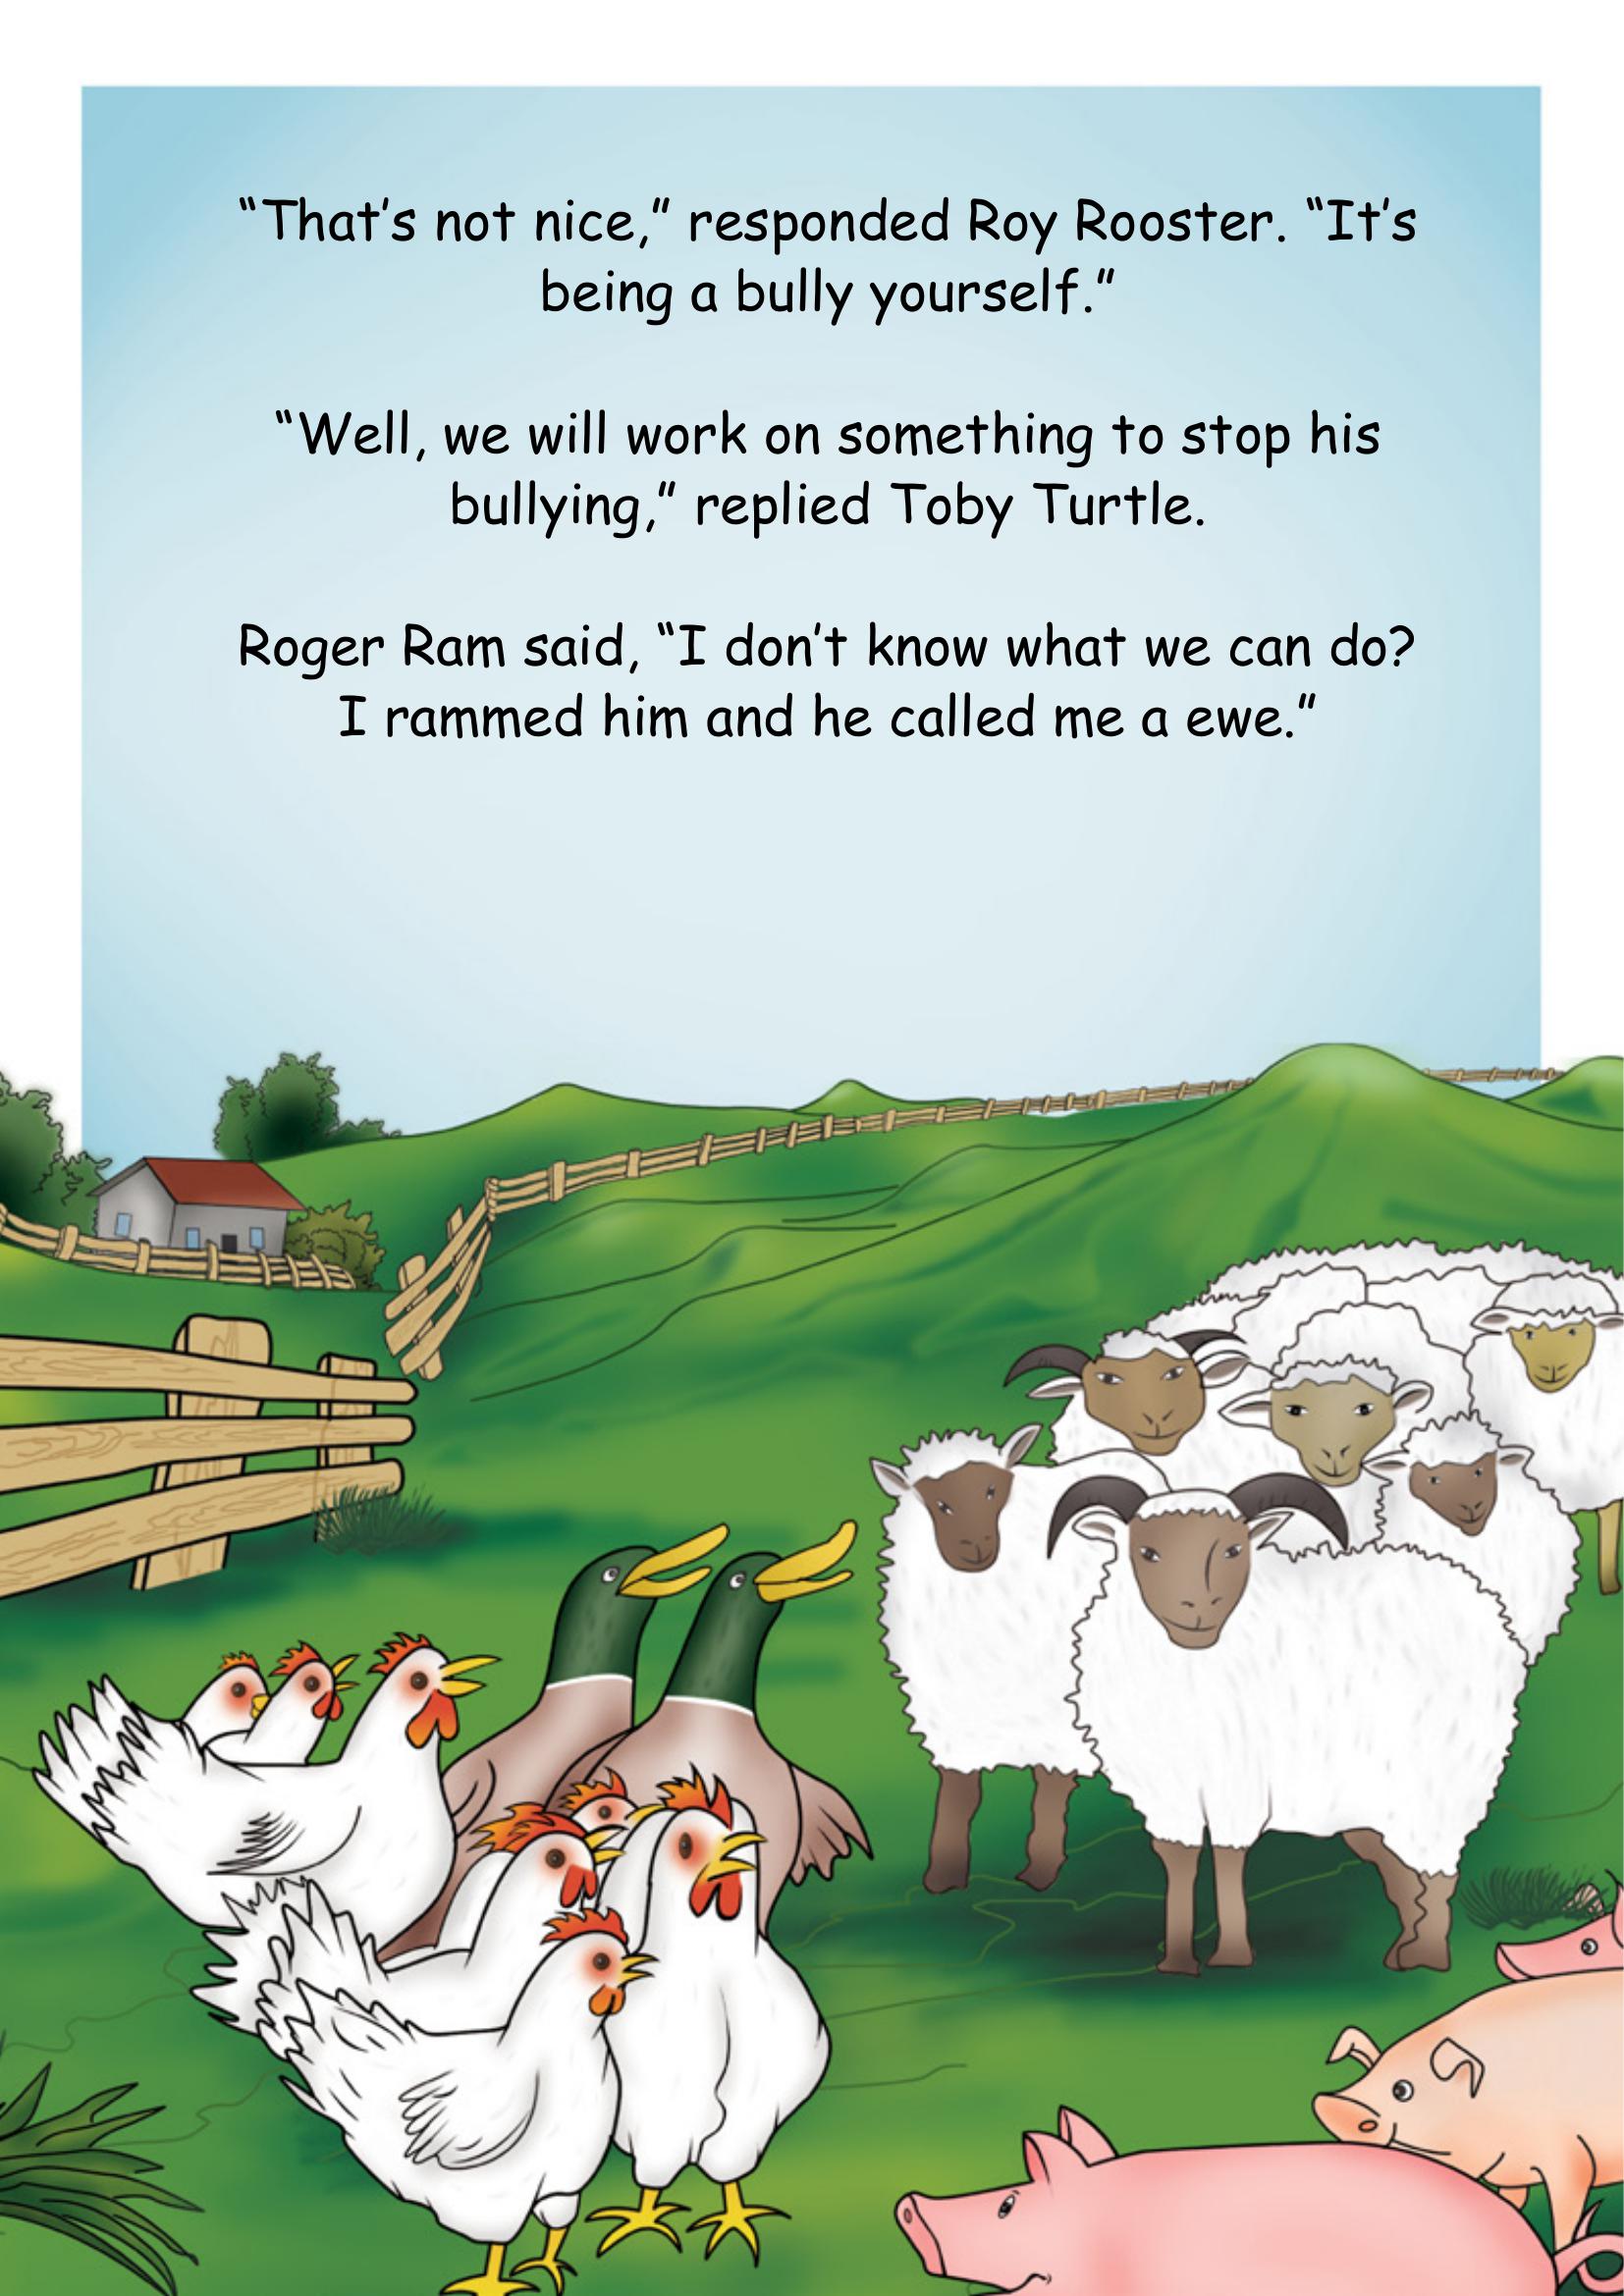 “That’s not nice,” responded Roy Rooster. “It’s
being a bully yourself.”
“Well, we will work on something to stop his
bullying,” replied Toby Turtle.
Roger Ram said, “I don’t know what we can do?
I rammed him and he called me a ewe.”